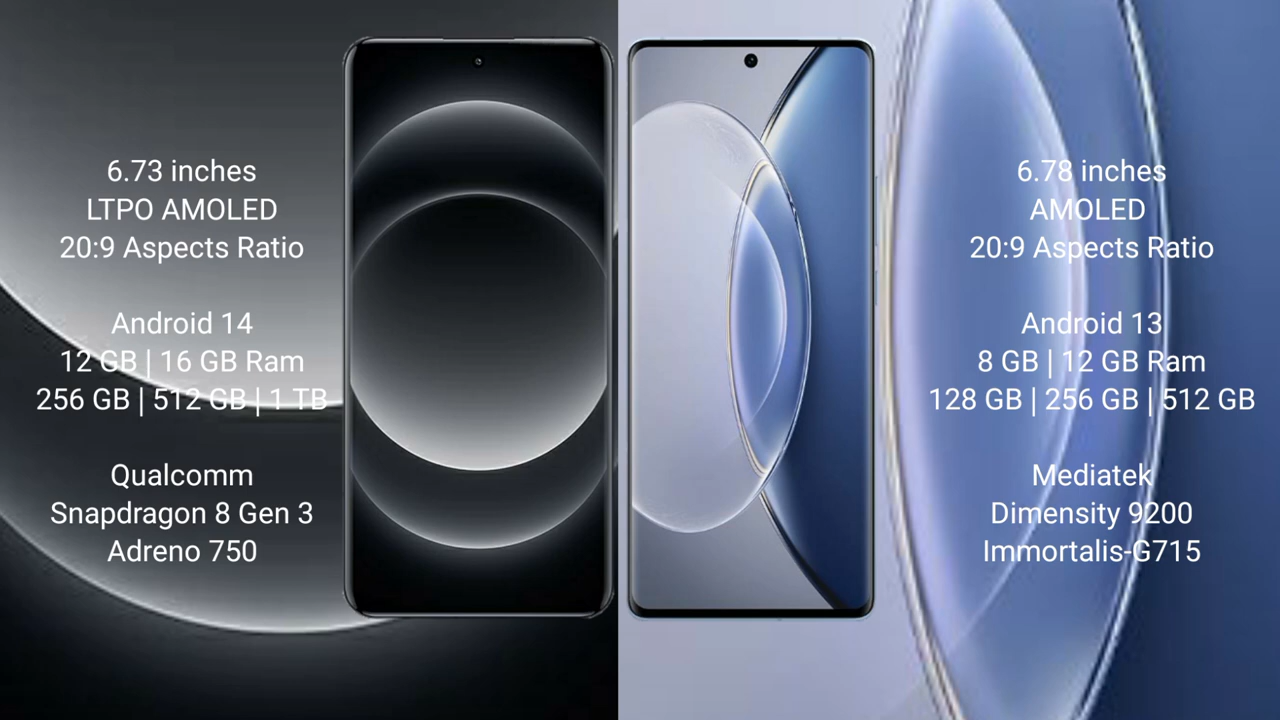 6.73 inches
LTPO AMOLED
20:9 Aspects Ratio
Android 14
12 GB | 16 GB Ram
256 GB | 512 GB | 1 TB
Qualcomm
Snapdragon 8 Gen 3
Adreno 750
6.78 inches
AMOLED
20:9 Aspects Ratio
Android 13
8 GB | 12 GB Ram
128 GB | 256 GB | 512 GB
Mediatek
Dimensity 9200
Immortalis-G715